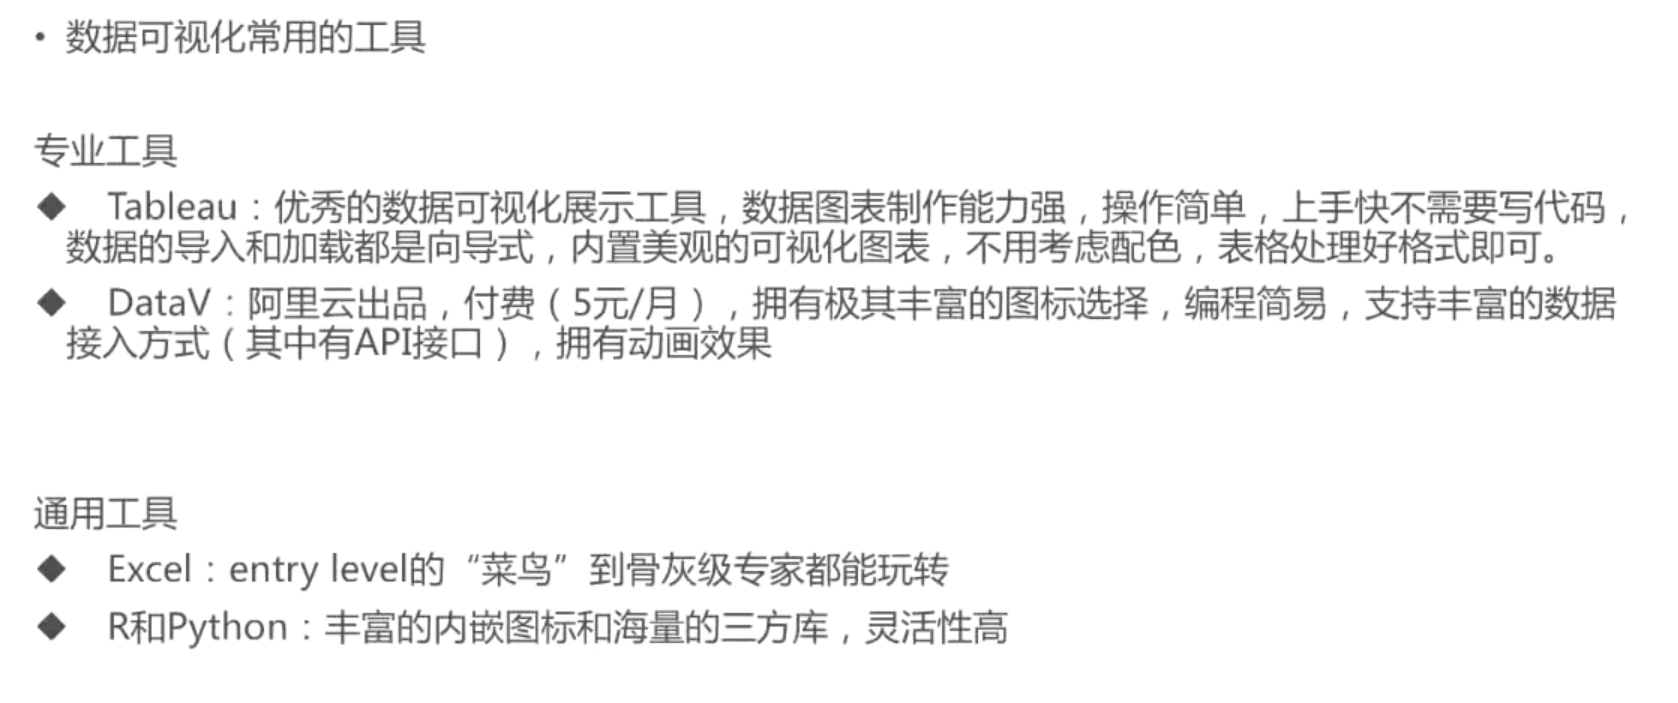 • 数据可视化常用的工具
专业工具
◆ Tableau：优秀的数据可视化展示工具，数据图表制作能力强，操作简单，上手快不需要写代码，
数据的导入和加载都是向导式，内置美观的可视化图表，不用考虑配色，表格处理好格式即可。
◆ DataV：阿里云出品，付费（5元/月），拥有极其丰富的图标选择，编程简易，支持丰富的数据
接入方式（其中有API接口），拥有动画效果
通用工具
◆ Excel：entry level的“菜鸟”到骨灰级专家都能玩转
◆ R和Python：丰富的内嵌图标和海量的三方库，灵活性高